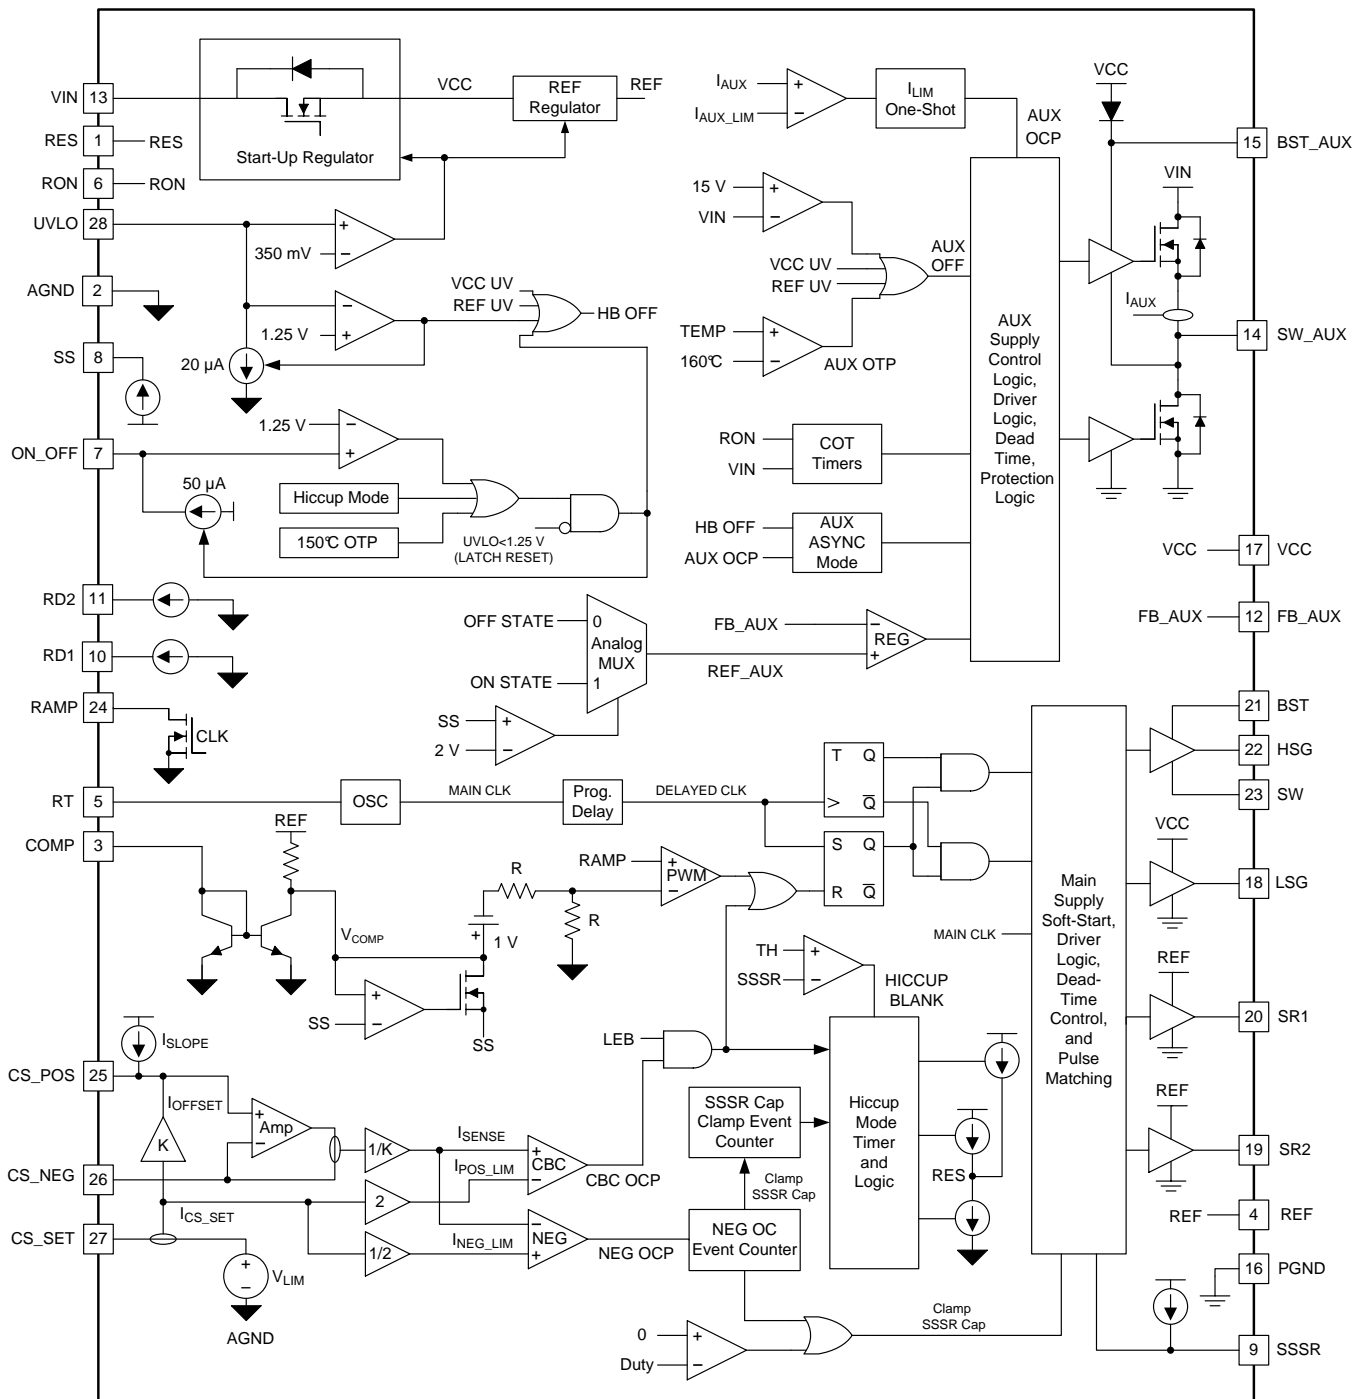 VIN 13
RES 1 RES
RON 6 RON
UVLO 28
AGND 2
SS 8
ON_OFF 7
RD2 11
RD1 10
RAMP 24
CLK
RT 5
COMP 3
CS_POS 25
CS_NEG 26
CS_SET 27
VCC
REF
Regulator
REF
Start-Up Regulator
+
−
350 mV
−
+
1.25 V
20 µA
VCC UV
REF UV
HB OFF
1.25 V
−
+
50 µA
Hiccup Mode
150°C OTP
UVLO<1.25 V
(LATCH RESET)
IAUX
IAUX_LIM
+
−
ILIM
One-Shot
AUX
OCP
15 V
VIN
+
−
VCC UV
REF UV
AUX
OFF
TEMP
160°C
+
−
AUX OTP
RON
VIN
COT
Timers
HB OFF
AUX OCP
AUX
ASYNC
Mode
FB_AUX
−
REG
+
REF_AUX
AUX
Supply
Control
Logic,
Driver
Logic,
Dead
Time,
Protection
Logic
VCC
VIN
IAUX
15 BST_AUX
14 SW_AUX
VCC 17 VCC
FB_AUX 12 FB_AUX
21 BST
22 HSG
23 SW
VCC
18 LSG
REF
20 SR1
REF
19 SR2
REF 4 REF
16 PGND
9 SSSR
OFF STATE
0
Analog
MUX
ON STATE
1
SS
2 V
+
−
OSC
MAIN CLK
Prog.
Delay
DELAYED CLK
T Q
> Q̅
S Q
R Q̅
REF
VCOMP
+
−
SS
SS
+
1 V
R
R
RAMP
+
PWM
−
MAIN CLK
Main
Supply
Soft-Start,
Driver
Logic,
Dead-
Time
Control,
and
Pulse
Matching
TH
SSSR
+
−
HICCUP
BLANK
LEB
ISLOPE
IOFFSET
K
+
Amp
−
ICS_SET
VLIM
+
−
AGND
1/K
2
1/2
ISENSE
IPOS_LIM
INEG_LIM
+
CBC
−
CBC OCP
−
NEG
+
NEG OCP
SSSR Cap
Clamp Event
Counter
Clamp
SSSR Cap
NEG OC
Event Counter
Hiccup
Mode
Timer
and
Logic
RES
0
Duty
+
−
Clamp
SSSR Cap